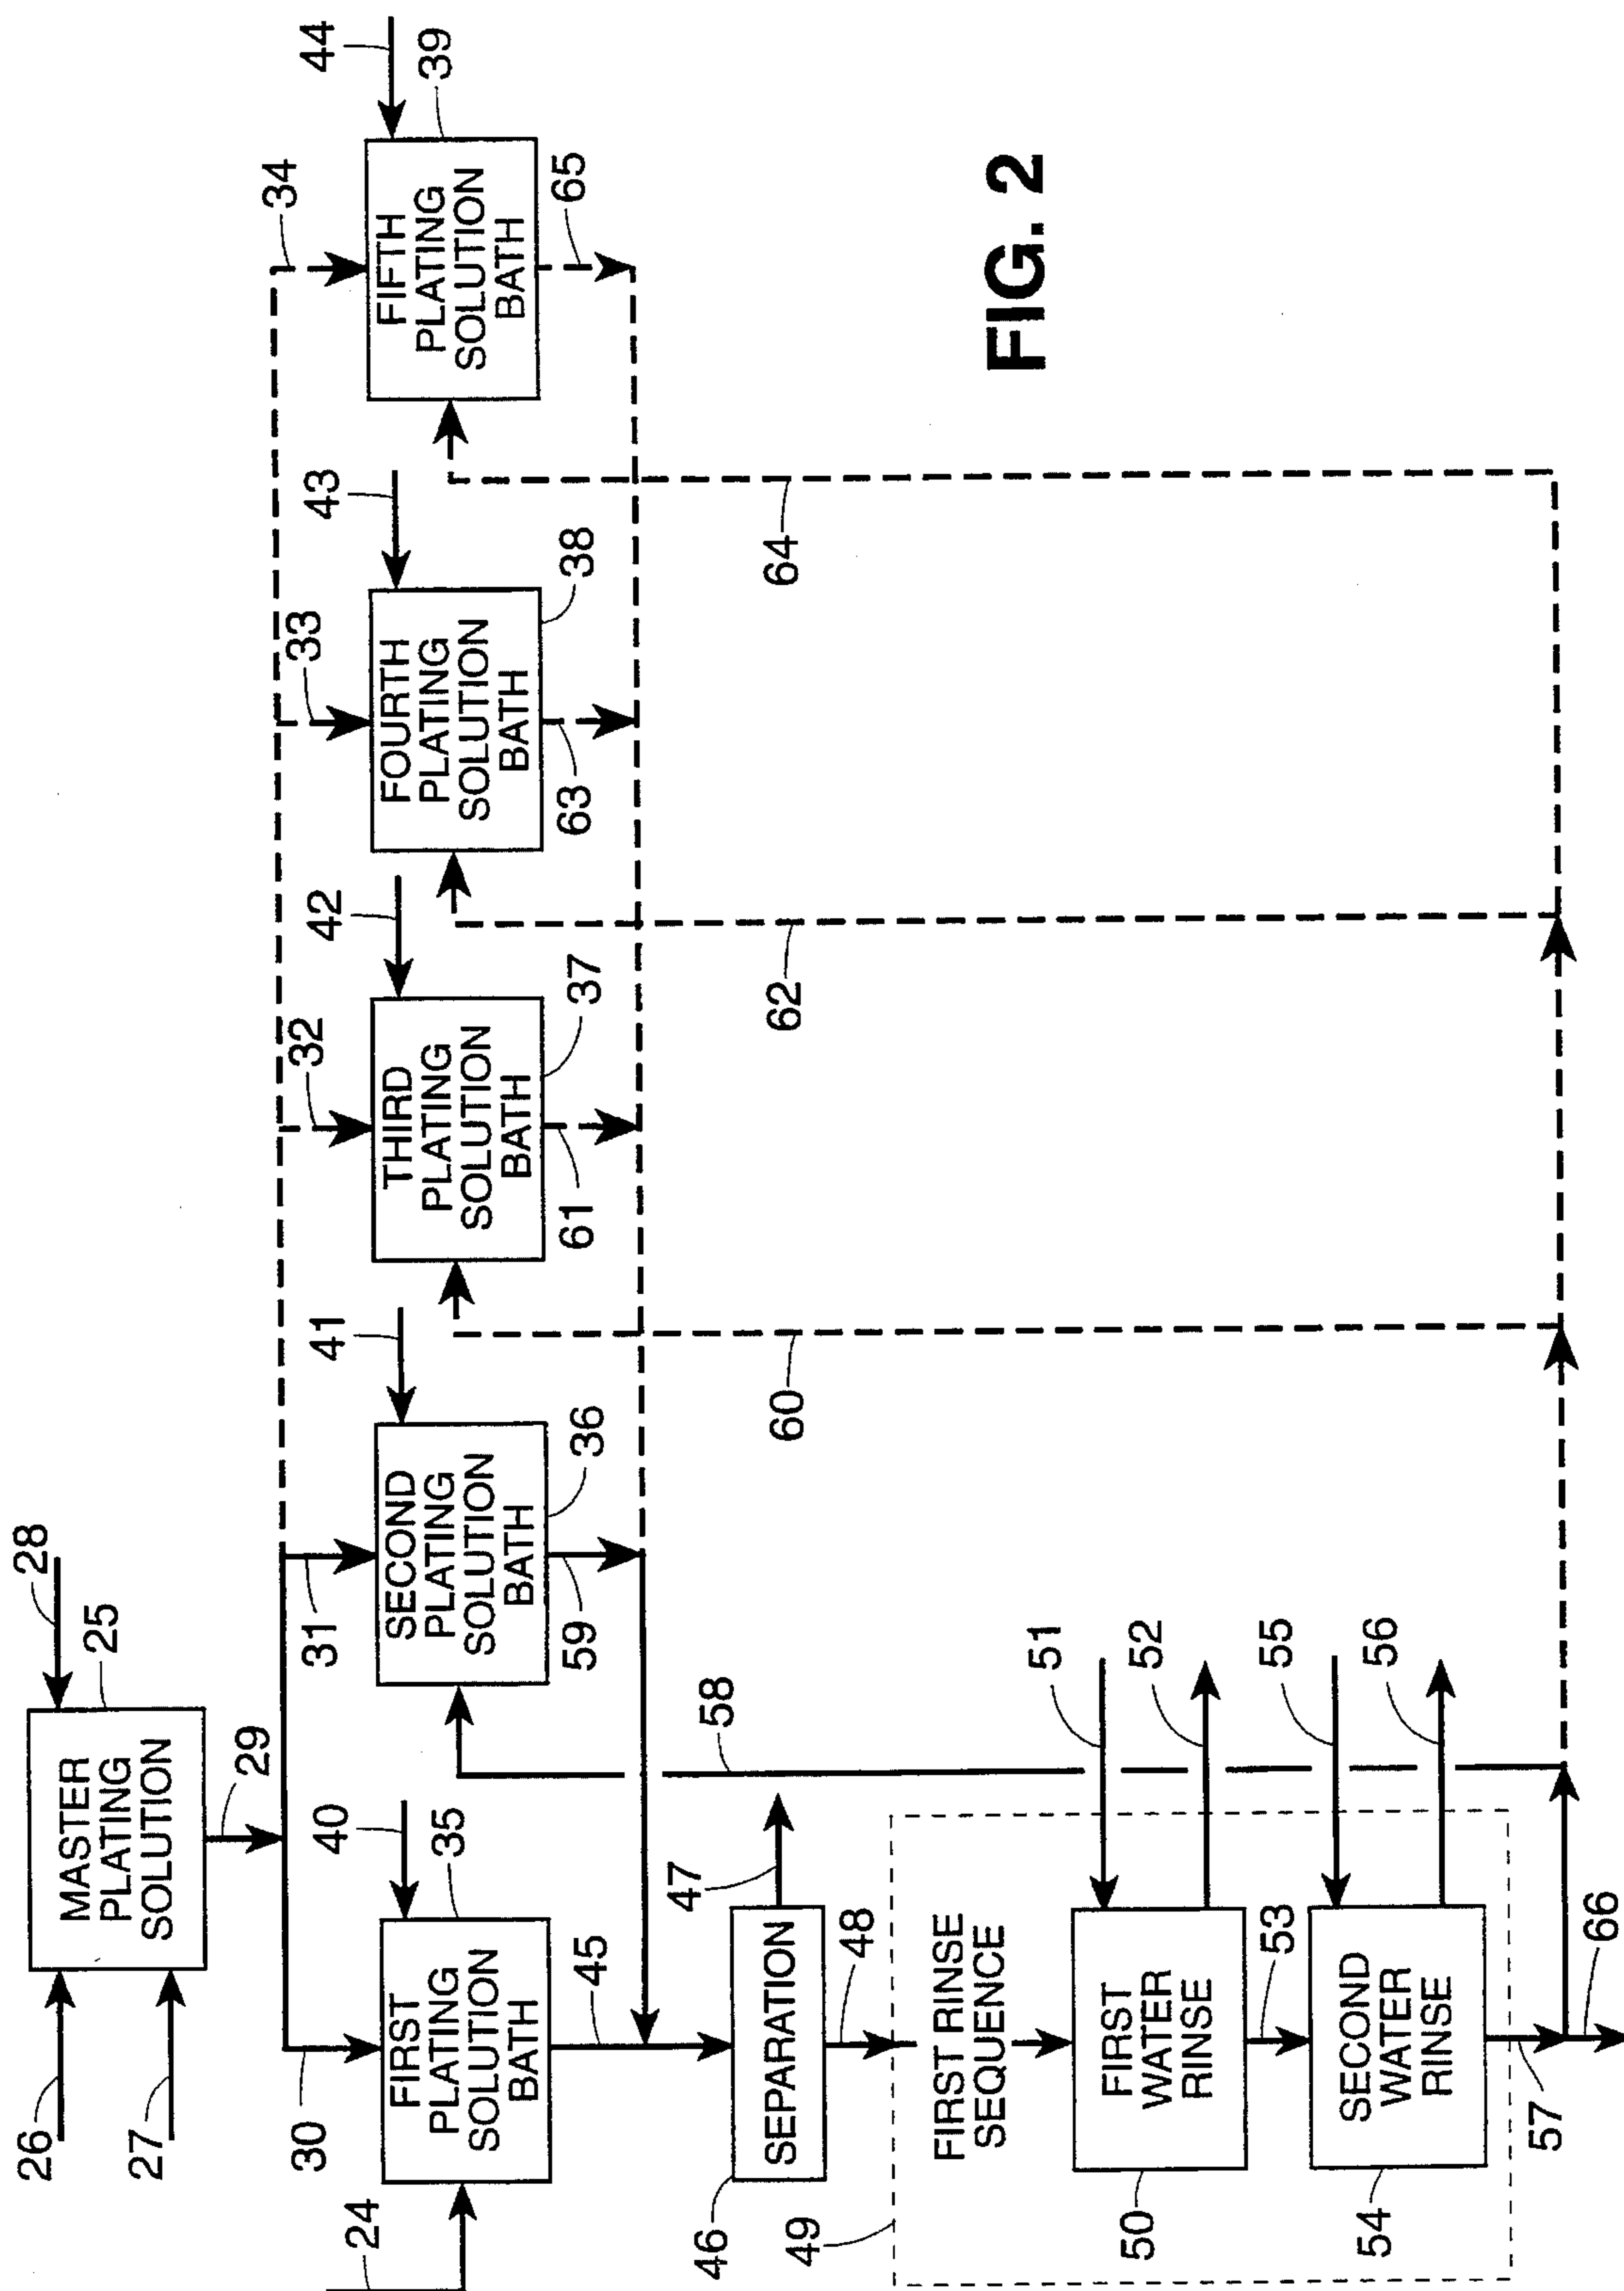 26
27
28
MASTER
PLATING
SOLUTION
25
29
30
31
32
33
34
24
FIRST
PLATING
SOLUTION
BATH
35
40
45
SECOND
PLATING
SOLUTION
BATH
36
41
59
THIRD
PLATING
SOLUTION
BATH
37
42
61
FOURTH
PLATING
SOLUTION
BATH
38
43
63
FIFTH
PLATING
SOLUTION
BATH
39
44
65
58
60
62
64
46
SEPARATION
47
48
49
FIRST RINSE
SEQUENCE
50
FIRST
WATER
RINSE
51
52
53
54
SECOND
WATER
RINSE
55
56
57
66
FIG. 2